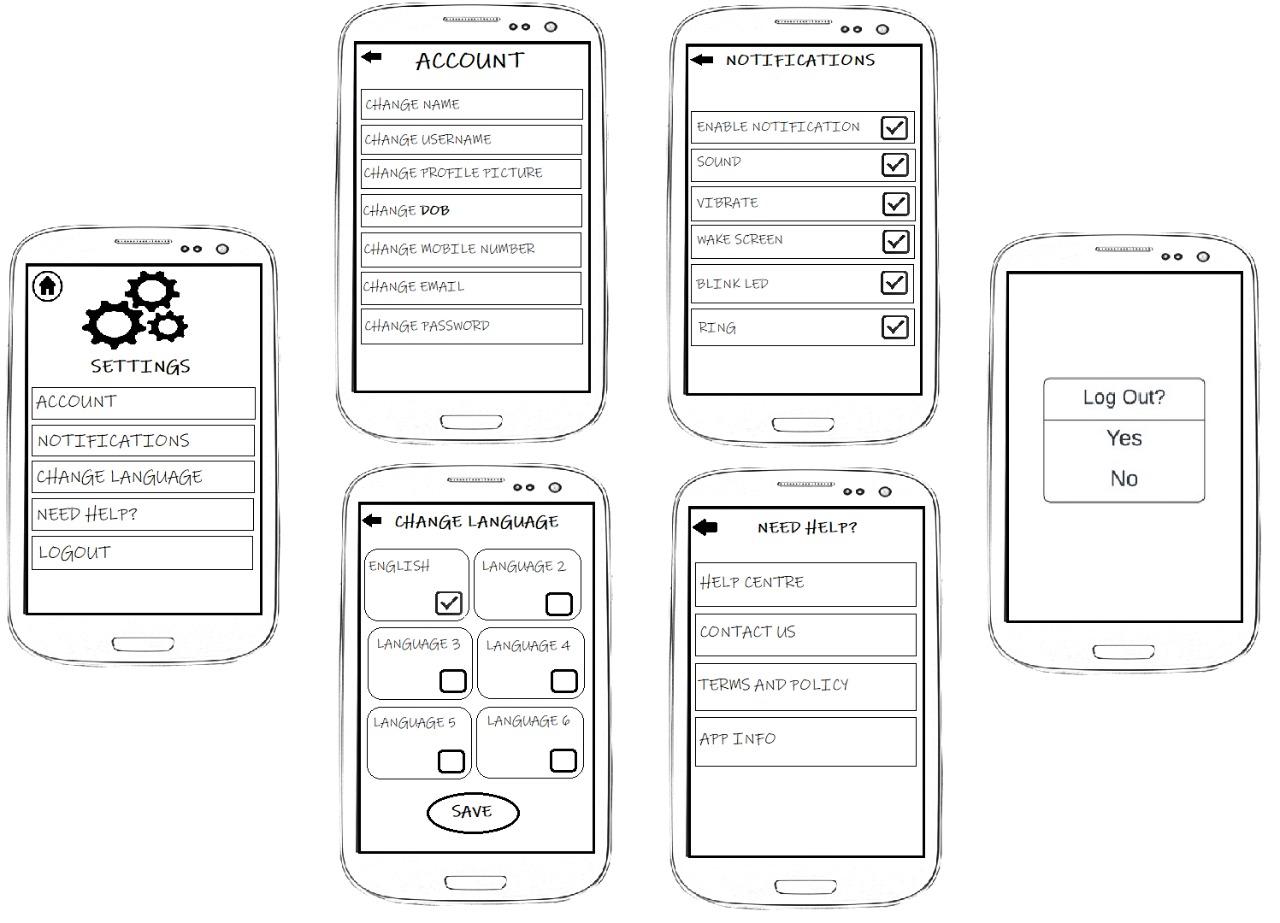 SETTINGS
ACCOUNT
NOTIFICATIONS
CHANGE LANGUAGE
NEED HELP?
LOGOUT
ACCOUNT
CHANGE NAME
CHANGE USERNAME
CHANGE PROFILE PICTURE
CHANGE DOB
CHANGE MOBILE NUMBER
CHANGE EMAIL
CHANGE PASSWORD
NOTIFICATIONS
ENABLE NOTIFICATION
SOUND
VIBRATE
WAKE SCREEN
BLINK LED
RING
CHANGE LANGUAGE
ENGLISH
LANGUAGE 2
LANGUAGE 3
LANGUAGE 4
LANGUAGE 5
LANGUAGE 6
SAVE
NEED HELP?
HELP CENTRE
CONTACT US
TERMS AND POLICY
APP INFO
Log Out?
Yes
No